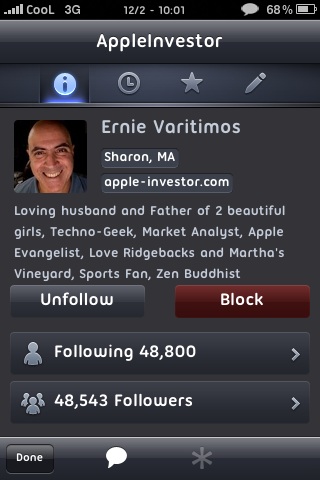 CooL 3G 12/2 - 10:01 68%
AppleInvestor
Ernie Varitimos
Sharon, MA
apple-investor.com
Loving husband and Father of 2 beautiful
girls, Techno-Geek, Market Analyst, Apple
Evangelist, Love Ridgebacks and Martha's
Vineyard, Sports Fan, Zen Buddhist
Unfollow Block
Following 48,800
48,543 Followers
Done